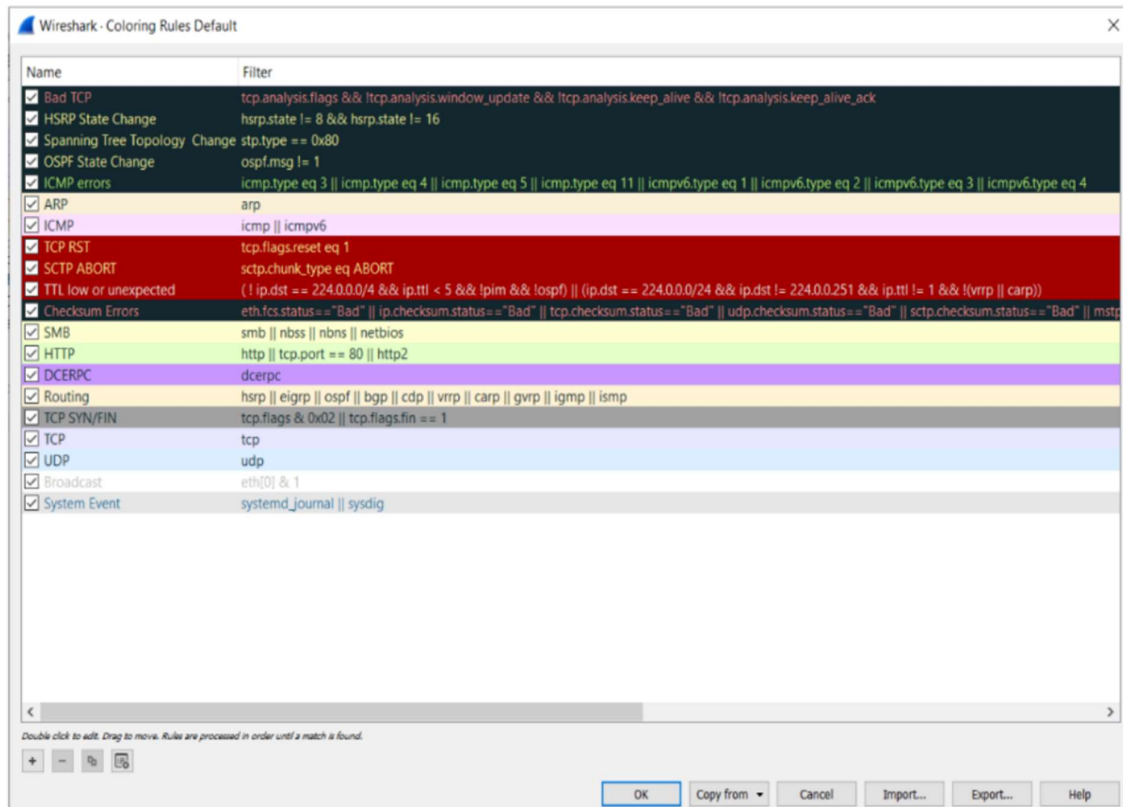 Wireshark · Coloring Rules Default
Name Filter
Bad TCP tcp.analysis.flags && !tcp.analysis.window_update && !tcp.analysis.keep_alive && !tcp.analysis.keep_alive_ack
HSRP State Change hsrp.state != 8 && hsrp.state != 16
Spanning Tree Topology Change stp.type == 0x80
OSPF State Change ospf.msg != 1
ICMP errors icmp.type eq 3 || icmp.type eq 4 || icmp.type eq 5 || icmp.type eq 11 || icmpv6.type eq 1 || icmpv6.type eq 2 || icmpv6.type eq 3 || icmpv6.type eq 4
ARP arp
ICMP icmp || icmpv6
TCP RST tcp.flags.reset eq 1
SCTP ABORT sctp.chunk_type eq ABORT
TTL low or unexpected ( ! ip.dst == 224.0.0.0/4 && ip.ttl < 5 && !pim && !ospf) || (ip.dst == 224.0.0.0/24 && ip.dst != 224.0.0.251 && ip.ttl != 1 && !(vrrp || carp))
Checksum Errors eth.fcs.status=="Bad" || ip.checksum.status=="Bad" || tcp.checksum.status=="Bad" || udp.checksum.status=="Bad" || sctp.checksum.status=="Bad" || mstp
SMB smb || nbss || nbns || netbios
HTTP http || tcp.port == 80 || http2
DCERPC dcerpc
Routing hsrp || eigrp || ospf || bgp || cdp || vrrp || carp || gvrp || igmp || ismp
TCP SYN/FIN tcp.flags & 0x02 || tcp.flags.fin == 1
TCP tcp
UDP udp
Broadcast eth[0] & 1
System Event systemd_journal || sysdig
Double click to edit. Drag to move. Rules are processed in order until a match is found.
OK Copy from Cancel Import... Export... Help